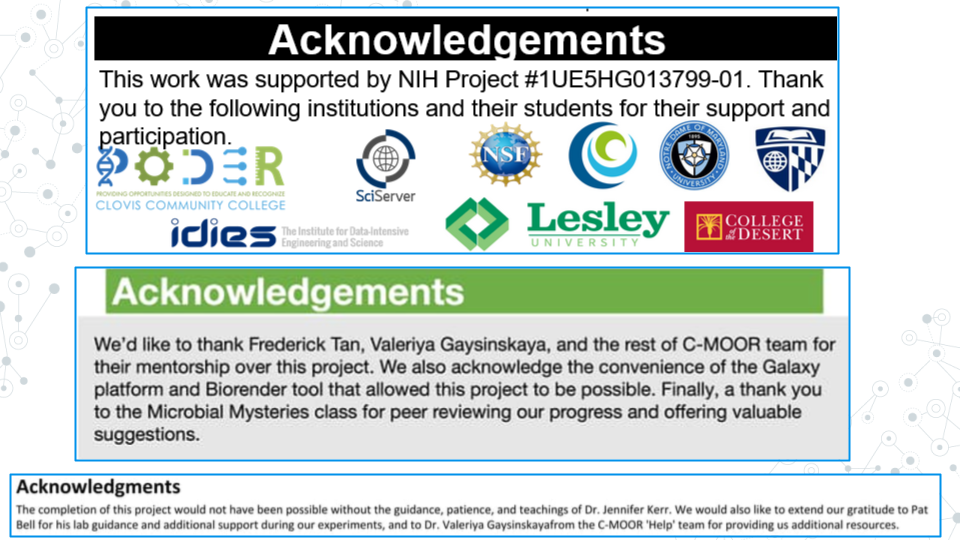 Acknowledgements
This work was supported by NIH Project #1UE5HG013799-01. Thank
you to the following institutions and their students for their support and
participation.
PODER
PROVIDING OPPORTUNITIES DESIGNED TO EDUCATE AND RECOGNIZE
CLOVIS COMMUNITY COLLEGE
SciServer
NSF
NOTRE DAME OF MARYLAND
1895
UNIVERSITY
idies The Institute for Data-Intensive
Engineering and Science
Lesley
UNIVERSITY
COLLEGE
of the DESERT
Acknowledgements
We'd like to thank Frederick Tan, Valeriya Gaysinskaya, and the rest of C-MOOR team for
their mentorship over this project. We also acknowledge the convenience of the Galaxy
platform and Biorender tool that allowed this project to be possible. Finally, a thank you
to the Microbial Mysteries class for peer reviewing our progress and offering valuable
suggestions.
Acknowledgments
The completion of this project would not have been possible without the guidance, patience, and teachings of Dr. Jennifer Kerr. We would also like to extend our gratitude to Pat
Bell for his lab guidance and additional support during our experiments, and to Dr. Valeriya Gaysinskayafrom the C-MOOR 'Help' team for providing us additional resources.